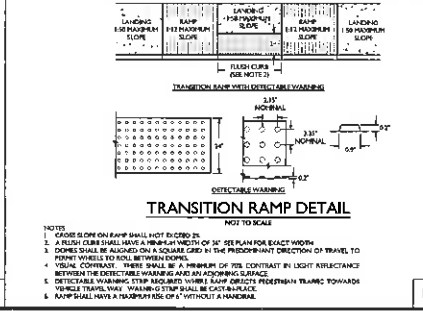 LANDING
1:50 MAXIMUM
SLOPE
RAMP
1:12 MAXIMUM
SLOPE
LANDING
1:50 MAXIMUM
SLOPE
RAMP
1:12 MAXIMUM
SLOPE
LANDING
1:50 MAXIMUM
SLOPE
FLUSH CURB
(SEE NOTE 2)
TRANSITION RAMP WITH DETECTABLE WARNING
2.35"
NOMINAL
2.35"
NOMINAL
24"
0.2"
0.9"
0.2"
DETECTABLE WARNING
TRANSITION RAMP DETAIL
NOT TO SCALE
NOTES
1. CROSS SLOPE ON RAMP SHALL NOT EXCEED 2%
2. A FLUSH CURB SHALL HAVE A MINIMUM WIDTH OF 36" SEE PLAN FOR EXACT WIDTH
3. DOMES SHALL BE ALIGNED ON A SQUARE GRID IN THE PREDOMINANT DIRECTION OF TRAVEL TO
PERMIT WHEELS TO ROLL BETWEEN DOMES.
4. VISUAL CONTRAST. THERE SHALL BE A MINIMUM OF 70% CONTRAST IN LIGHT REFLECTANCE
BETWEEN THE DETECTABLE WARNING AND AN ADJOINING SURFACE.
5. DETECTABLE WARNING STRIP REQUIRED WHERE RAMP DIRECTS PEDESTRIAN TRAFFIC TOWARDS
VEHICLE TRAVEL WAY. WARNING STRIP SHALL BE CAST-IN-PLACE.
6. RAMP SHALL HAVE A MAXIMUM RISE OF 6" WITHOUT A HANDRAIL